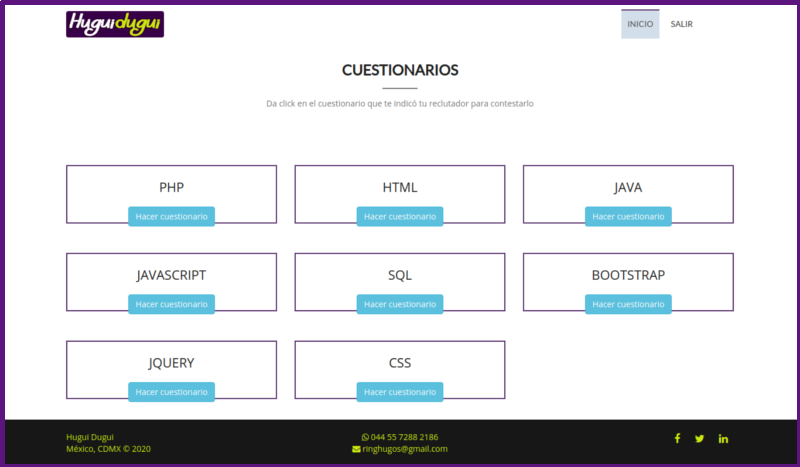 Huguidugui
INICIO
SALIR
CUESTIONARIOS
Da click en el cuestionario que te indicó tu reclutador para contestarlo
PHP
Hacer cuestionario
HTML
Hacer cuestionario
JAVA
Hacer cuestionario
JAVASCRIPT
Hacer cuestionario
SQL
Hacer cuestionario
BOOTSTRAP
Hacer cuestionario
JQUERY
Hacer cuestionario
CSS
Hacer cuestionario
Hugui Dugui
México, CDMX © 2020
044 55 7288 2186
ringhugos@gmail.com